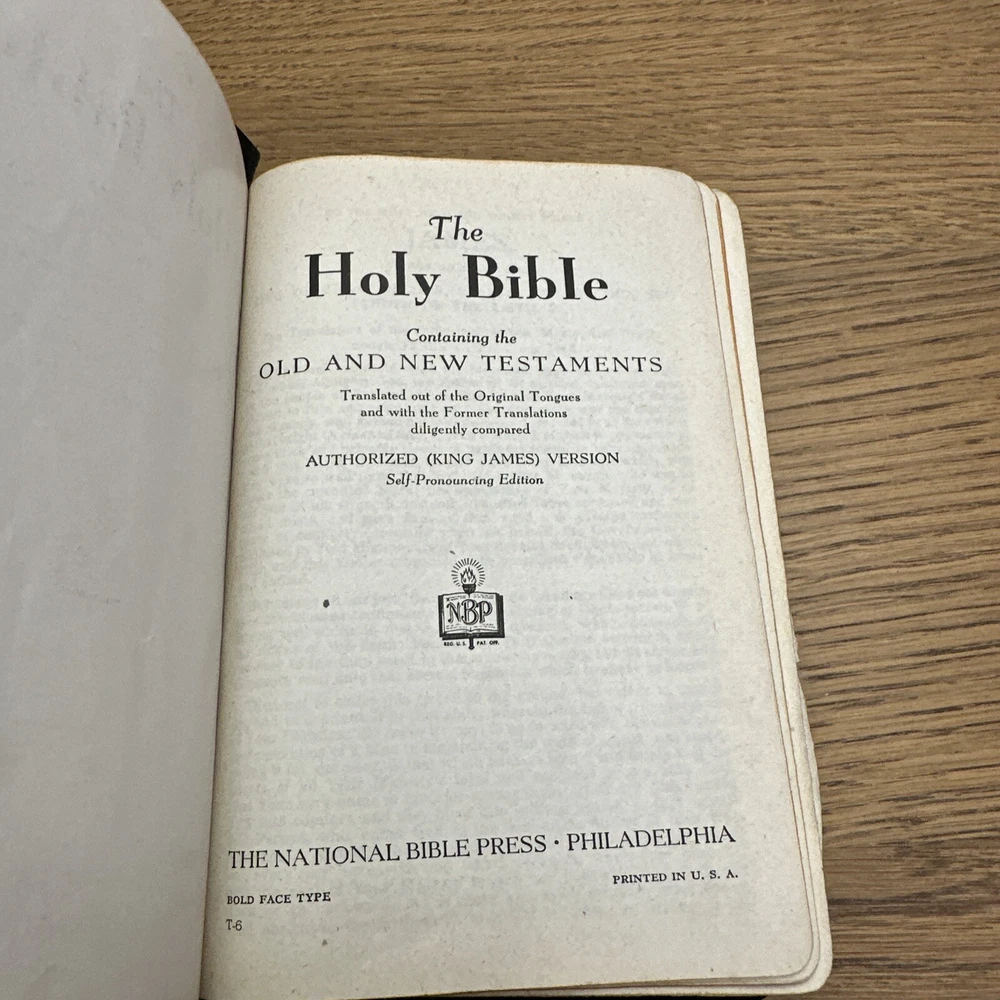 The
Holy Bible
Containing the
OLD AND NEW TESTAMENTS
Translated out of the Original Tongues
and with the Former Translations
diligently compared
AUTHORIZED (KING JAMES) VERSION
Self-Pronouncing Edition
NBP
REG. U.S. PAT. OFF.
THE NATIONAL BIBLE PRESS · PHILADELPHIA
BOLD FACE TYPE
PRINTED IN U. S. A.
T-6